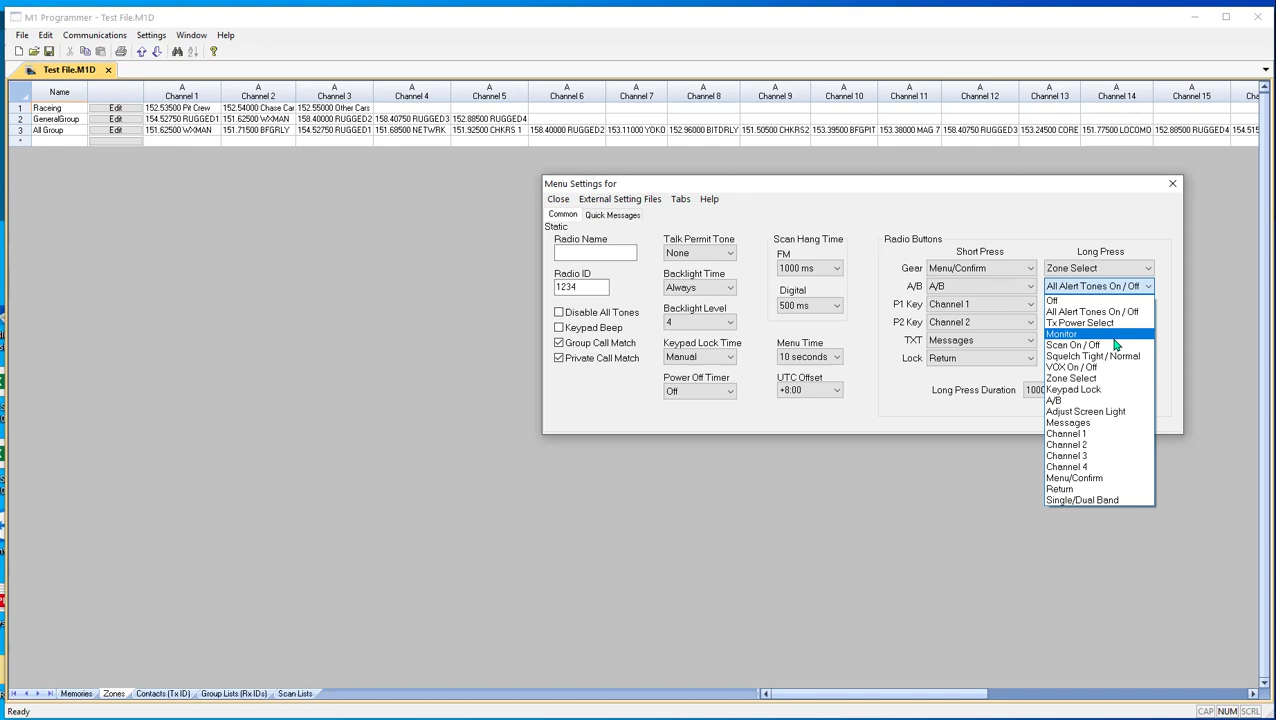 M1 Programmer - Test File.M1D
File Edit Communications Settings Window Help
Test File.M1D
Name A Channel 1 A Channel 2 A Channel 3 A Channel 4 A Channel 5 A Channel 6 A Channel 7 A Channel 8 A Channel 9 A Channel 10 A Channel 11 A Channel 12 A Channel 13 A Channel 14 A Channel 15
1 Raceing Edit 152.53500 Pit Crew 152.54000 Chase Car 152.55000 Other Cars
2 GeneralGroup Edit 154.52750 RUGGED1 151.62500 WXMAN 158.40000 RUGGED2 158.40750 RUGGED3 152.88500 RUGGED4
3 All Group Edit 151.62500 WXMAN 151.71500 BFGRLY 154.52750 RUGGED1 151.68500 NETWRK 151.92500 CHKRS 1 158.40000 RUGGED2 153.11000 YOKO 152.96000 BITDRLY 151.50500 CHKRS2 153.39500 BFGPIT 153.38000 MAG 7 158.40750 RUGGED3 153.24500 CORE 151.77500 LOCOMO 152.88500 RUGGED4 154.515
*
Menu Settings for
Close External Setting Files Tabs Help
Common Quick Messages
Static
Radio Name
Radio ID
1234
Disable All Tones
Keypad Beep
Group Call Match
Private Call Match
Talk Permit Tone
None
Backlight Time
Always
Backlight Level
4
Keypad Lock Time
Manual
Power Off Timer
Off
Scan Hang Time
FM
1000 ms
Digital
500 ms
Menu Time
10 seconds
UTC Offset
+8:00
Radio Buttons
Short Press Long Press
Gear Menu/Confirm Zone Select
A/B A/B All Alert Tones On / Off
P1 Key Channel 1
P2 Key Channel 2
TXT Messages
Lock Return
Long Press Duration 1000
Off
All Alert Tones On / Off
Tx Power Select
Monitor
Scan On / Off
Squelch Tight / Normal
VOX On / Off
Zone Select
Keypad Lock
A/B
Adjust Screen Light
Messages
Channel 1
Channel 2
Channel 3
Channel 4
Menu/Confirm
Return
Single/Dual Band
Memories Zones Contacts (Tx ID) Group Lists (Rx IDs) Scan Lists
Ready CAP NUM SCRL